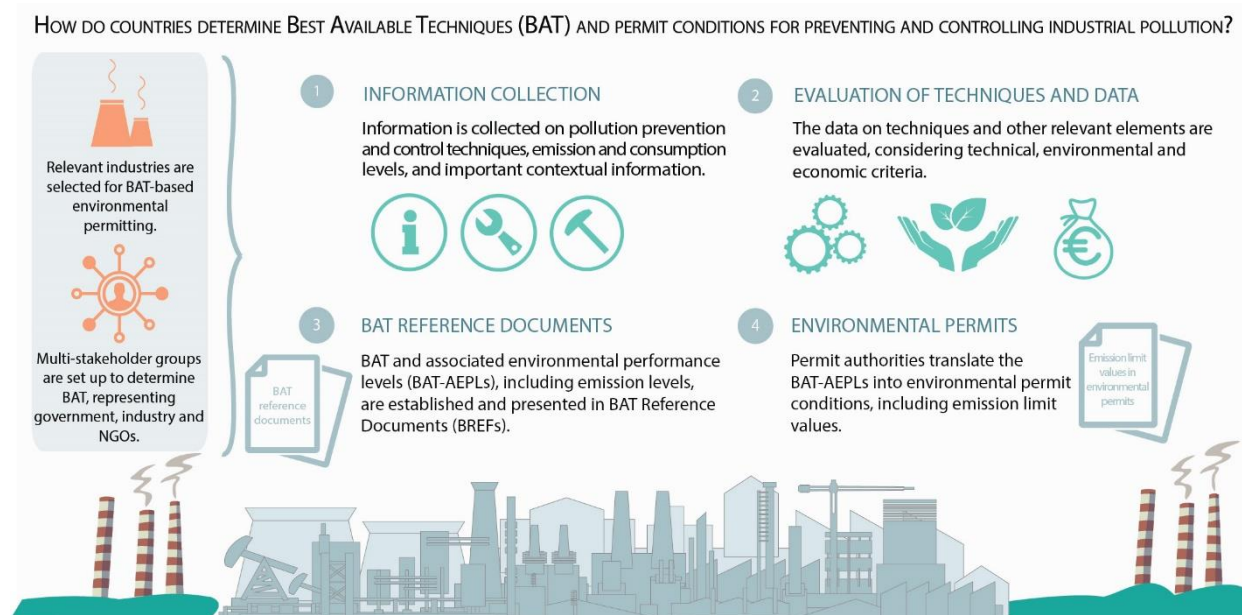 HOW DO COUNTRIES DETERMINE BEST AVAILABLE TECHNIQUES (BAT) AND PERMIT CONDITIONS FOR PREVENTING AND CONTROLLING INDUSTRIAL POLLUTION?
Relevant industries are
selected for BAT-based
environmental
permitting.
Multi-stakeholder groups
are set up to determine
BAT, representing
government, industry and
NGOs.
1
INFORMATION COLLECTION
Information is collected on pollution prevention
and control techniques, emission and consumption
levels, and important contextual information.
2
EVALUATION OF TECHNIQUES AND DATA
The data on techniques and other relevant elements are
evaluated, considering technical, environmental and
economic criteria.
€
3
BAT REFERENCE DOCUMENTS
BAT and associated environmental performance
levels (BAT-AEPLs), including emission levels,
are established and presented in BAT Reference
Documents (BREFs).
BAT
reference
documents
4
ENVIRONMENTAL PERMITS
Permit authorities translate the
BAT-AEPLs into environmental permit
conditions, including emission limit
values.
Emission limit
values in
environmental
permits